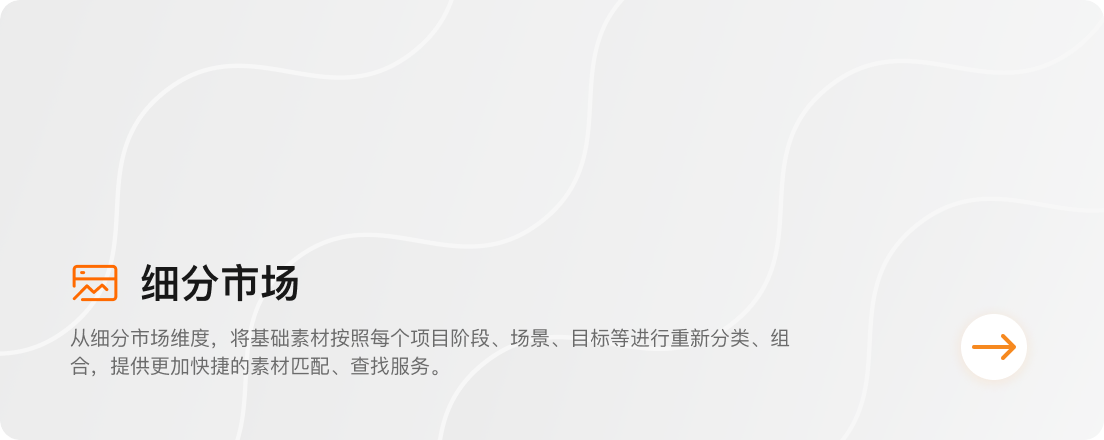 细分市场
从细分市场维度，将基础素材按照每个项目阶段、场景、目标等进行重新分类、组
合，提供更加快捷的素材匹配、查找服务。